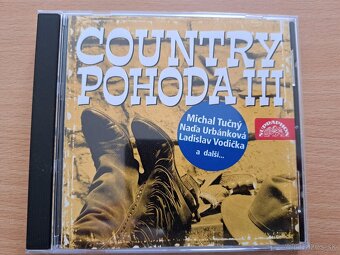 COUNTRY
POHODA III
Michal Tučný
Naďa Urbánková
Ladislav Vodička
a další...
SUPRAPHON